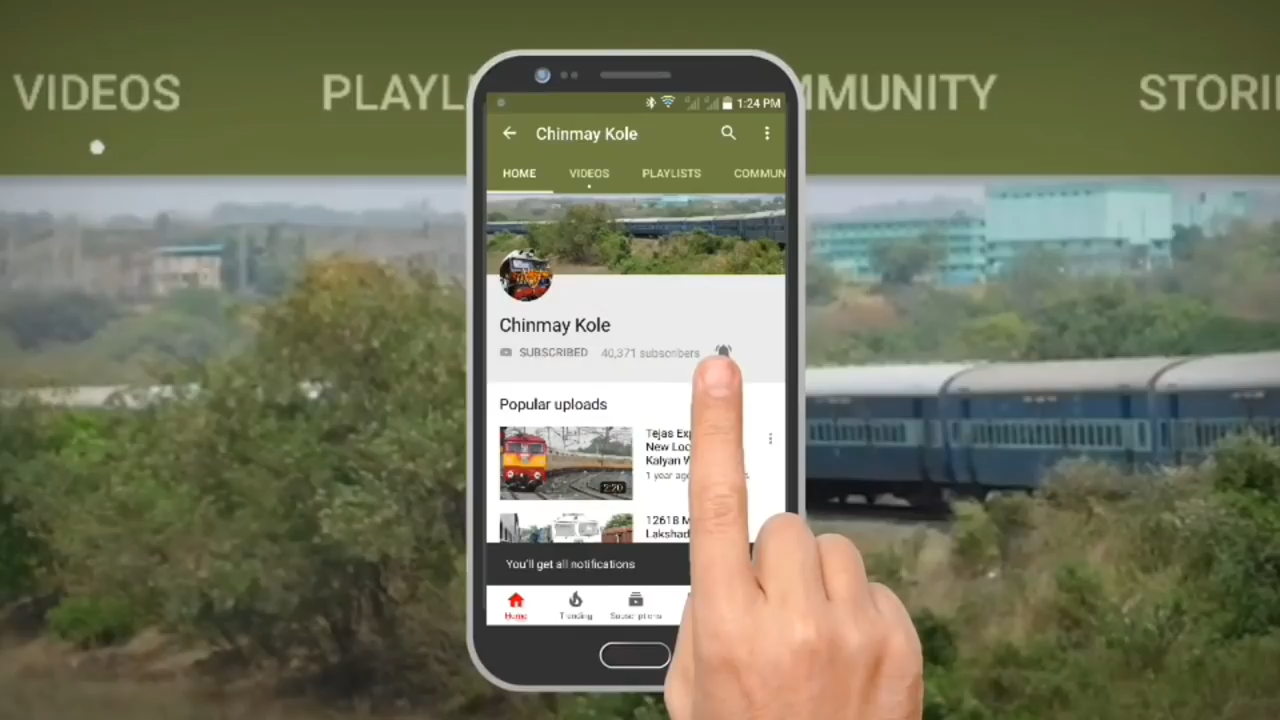 VIDEOS
PLAYL
MMUNITY
STORI
1:24 PM
Chinmay Kole
HOME VIDEOS PLAYLISTS COMMUN
Chinmay Kole
SUBSCRIBED 40,371 subscribers
Popular uploads
Tejas Exp
New Loc
Kalyan W
1 year ago
2:20
12618 M
Lakshad
You'll get all notifications
Home Trending Subscriptions